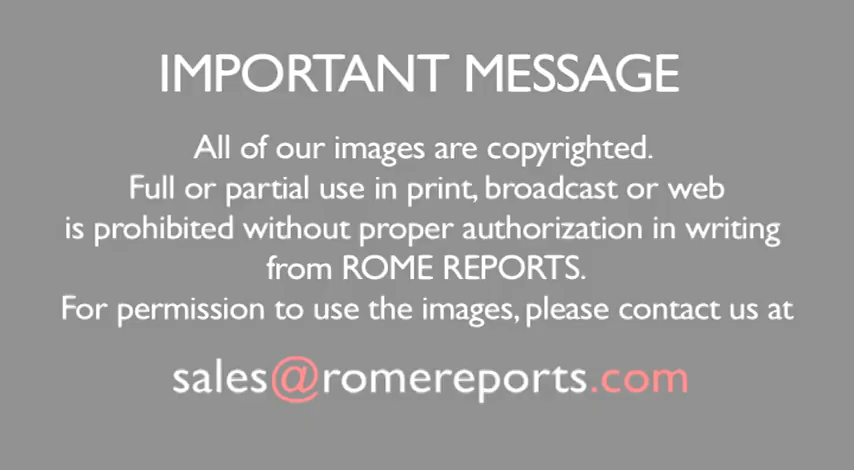 IMPORTANT MESSAGE
All of our images are copyrighted.
Full or partial use in print, broadcast or web
is prohibited without proper authorization in writing
from ROME REPORTS.
For permission to use the images, please contact us at
sales@romereports.com